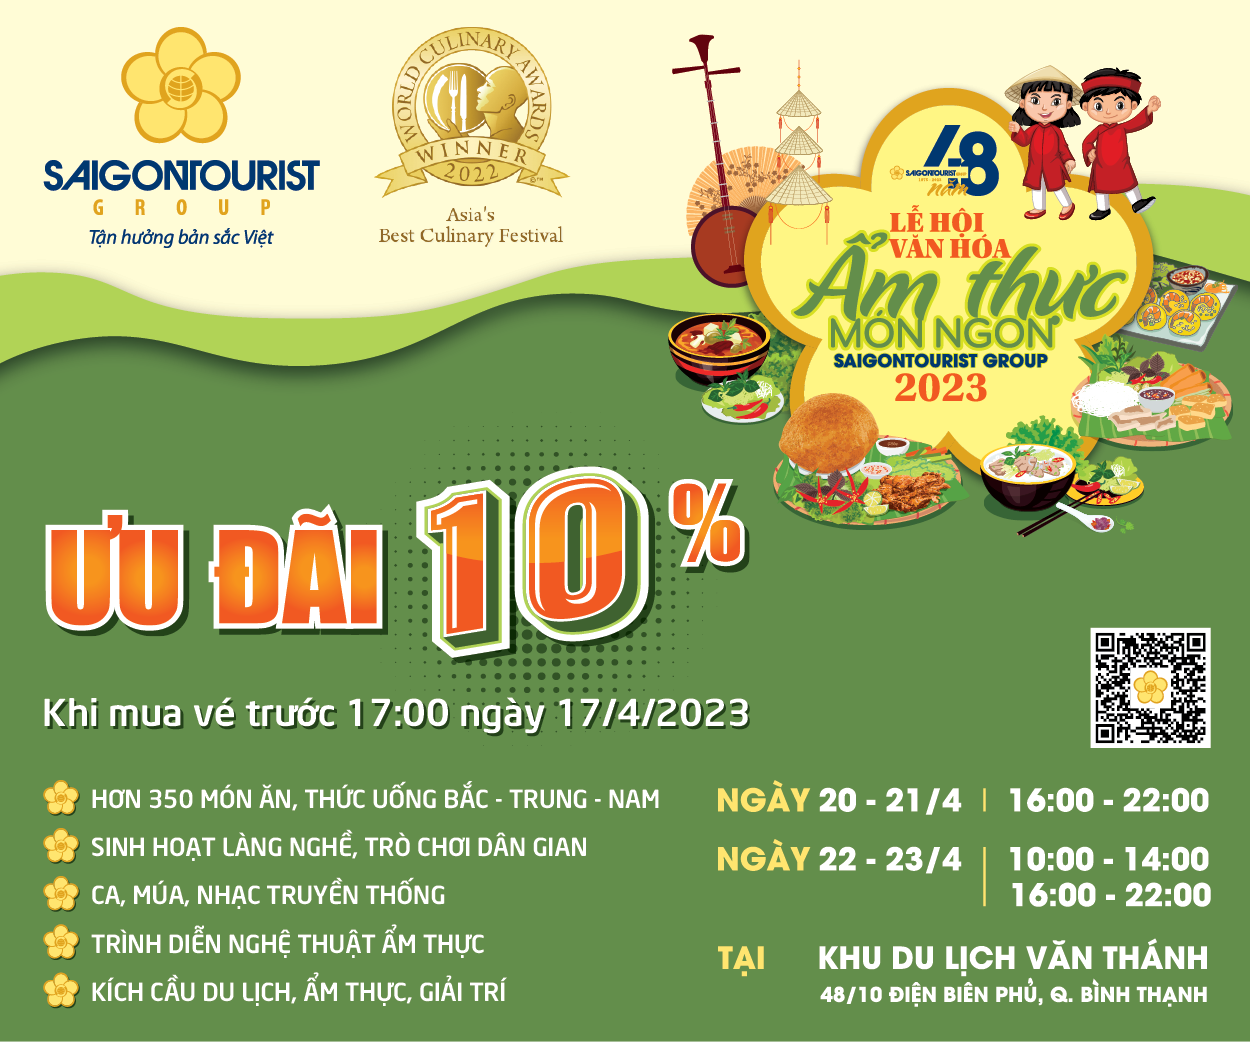 SAIGONTOURIST
GROUP
Tận hưởng bản sắc Việt
WORLD CULINARY AWARDS
WINNER
2022
Asia's
Best Culinary Festival
48
SAIGONTOURIST
năm
LỄ HỘI
VĂN HÓA
Ẩm thực
MÓN NGON
SAIGONTOURIST GROUP
2023
ƯU ĐÃI 10%
Khi mua vé trước 17:00 ngày 17/4/2023
HƠN 350 MÓN ĂN, THỨC UỐNG BẮC - TRUNG - NAM
SINH HOẠT LÀNG NGHỀ, TRÒ CHƠI DÂN GIAN
CA, MÚA, NHẠC TRUYỀN THỐNG
TRÌNH DIỄN NGHỆ THUẬT ẨM THỰC
KÍCH CẦU DU LỊCH, ẨM THỰC, GIẢI TRÍ
NGÀY 20 - 21/4 | 16:00 - 22:00
NGÀY 22 - 23/4 | 10:00 - 14:00
16:00 - 22:00
TẠI KHU DU LỊCH VĂN THÁNH
48/10 ĐIỆN BIÊN PHỦ, Q. BÌNH THẠNH